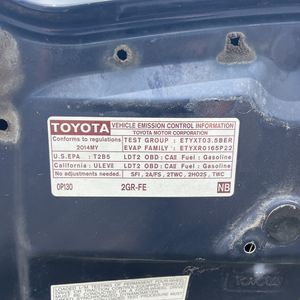 TOYOTA VEHICLE EMISSION CONTROL INFORMATION
TOYOTA MOTOR CORPORATION
Conforms to regulations TEST GROUP : ETYXT03.5BER
2014MY EVAP FAMILY : ETYXR0165P22
U.S.EPA : T2B5 LDT2 OBD: CAII Fuel : Gasoline
California : ULEVII LDT2 OBD: CAII Fuel : Gasoline
No adjustments needed. SFI, 2A/FS, 2TWC, 2HO2S, TWC
0P130 2GR-FE NB
TOYOTA